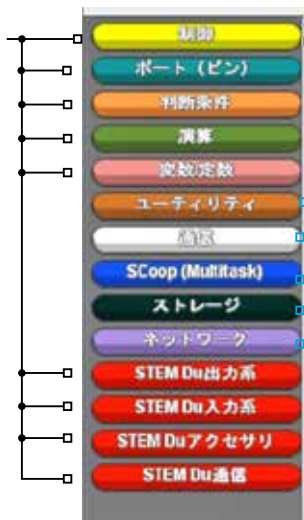 制御
ポート（ピン）
判断条件
演算
変数/定数
ユーティリティ
通信
SCoop (Multitask)
ストレージ
ネットワーク
STEM Du出力系
STEM Du入力系
STEM Duアクセサリ
STEM Du通信